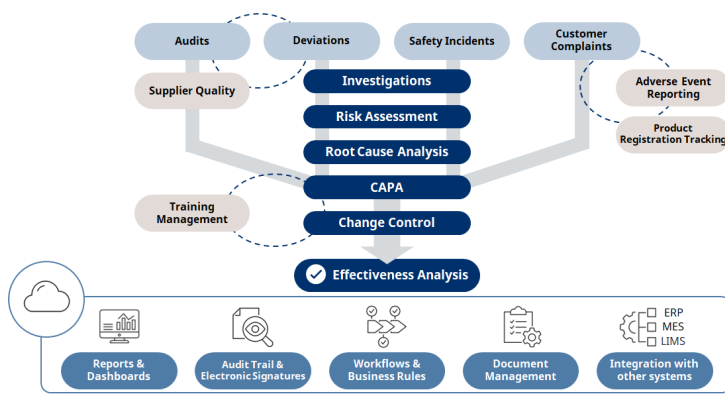 Audits
Deviations
Safety Incidents
Customer
Complaints
Supplier Quality
Investigations
Adverse Event
Reporting
Risk Assessment
Product
Registration Tracking
Root Cause Analysis
CAPA
Training
Management
Change Control
Effectiveness Analysis
ERP
MES
LIMS
Reports &
Dashboards
Audit Trail &
Electronic Signatures
Workflows &
Business Rules
Document
Management
Integration with
other systems